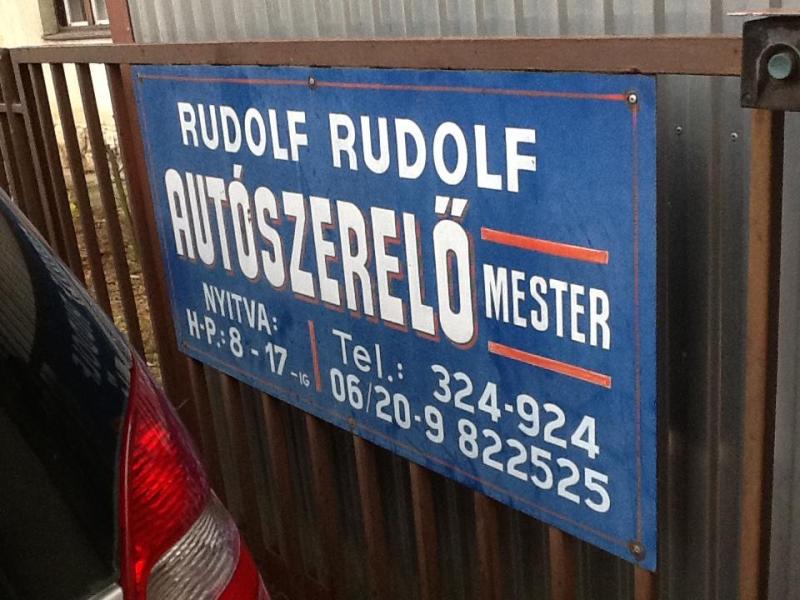 RUDOLF RUDOLF
AUTÓSZERELŐ
MESTER
NYITVA:
H-P.: 8 - 17 -IG
Tel.: 324-924
06/20-9 822525